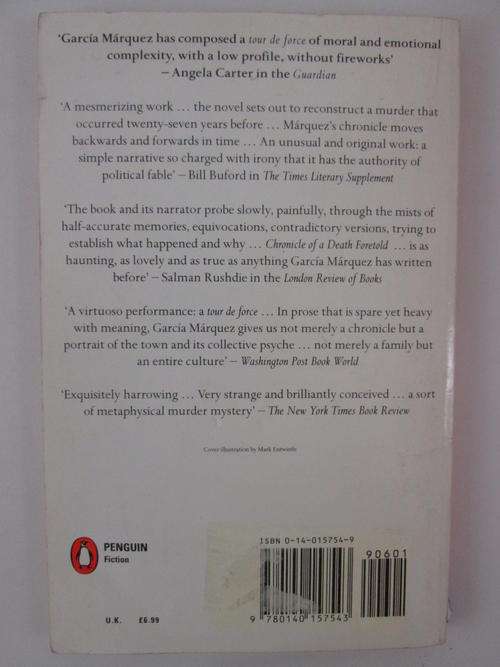 ‘García Márquez has composed a tour de force of moral and emotional
complexity, with a low profile, without fireworks’
– Angela Carter in the Guardian
‘A mesmerizing work … the novel sets out to reconstruct a murder that
occurred twenty-seven years before … Márquez’s chronicle moves
backwards and forwards in time … An unusual and original work: a
simple narrative so charged with irony that it has the authority of
political fable’ – Bill Buford in The Times Literary Supplement
‘The book and its narrator probe slowly, painfully, through the mists of
half-accurate memories, equivocations, contradictory versions, trying to
establish what happened and why … Chronicle of a Death Foretold … is as
haunting, as lovely and as true as anything García Márquez has written
before’ – Salman Rushdie in the London Review of Books
‘A virtuoso performance: a tour de force … In prose that is spare yet heavy
with meaning, García Márquez gives us not merely a chronicle but a
portrait of the town and its collective psyche … not merely a family but
an entire culture’ – Washington Post Book World
‘Exquisitely harrowing … Very strange and brilliantly conceived … a sort
of metaphysical murder mystery’ – The New York Times Book Review
Cover illustration by Mark Entwisle
PENGUIN
Fiction
U.K. £6.99
ISBN 0-14-015754-9
90601
9 780140 157543